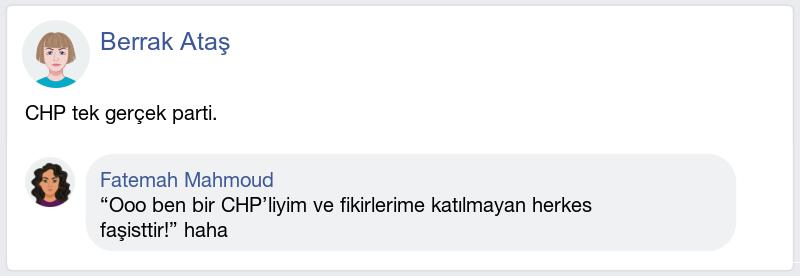 Berrak Ataş
CHP tek gerçek parti.
Fatemah Mahmoud
“Ooo ben bir CHP’liyim ve fikirlerime katılmayan herkes
faşisttir!” haha